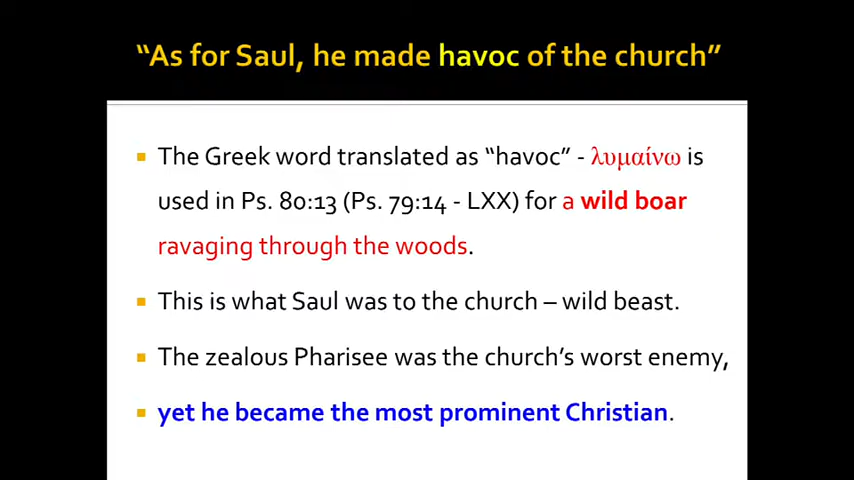 “As for Saul, he made havoc of the church”
The Greek word translated as “havoc” - λυμαίνω is
used in Ps. 80:13 (Ps. 79:14 - LXX) for a wild boar
ravaging through the woods.
This is what Saul was to the church – wild beast.
The zealous Pharisee was the church’s worst enemy,
yet he became the most prominent Christian.